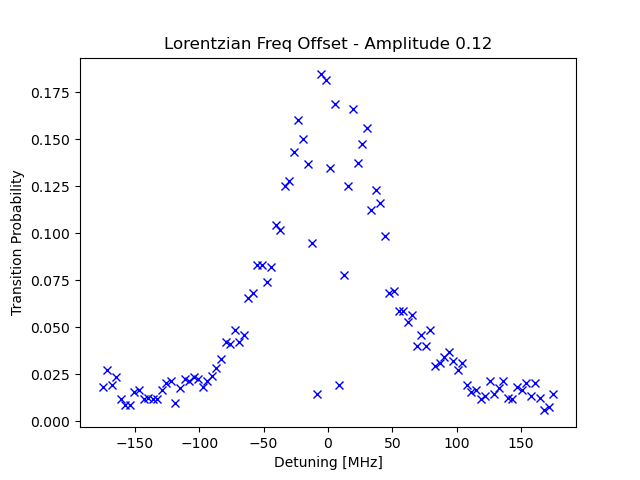 Lorentzian Freq Offset - Amplitude 0.12
Transition Probability
0.175
0.150
0.125
0.100
0.075
0.050
0.025
0.000
−150 −100 −50 0 50 100 150
Detuning [MHz]